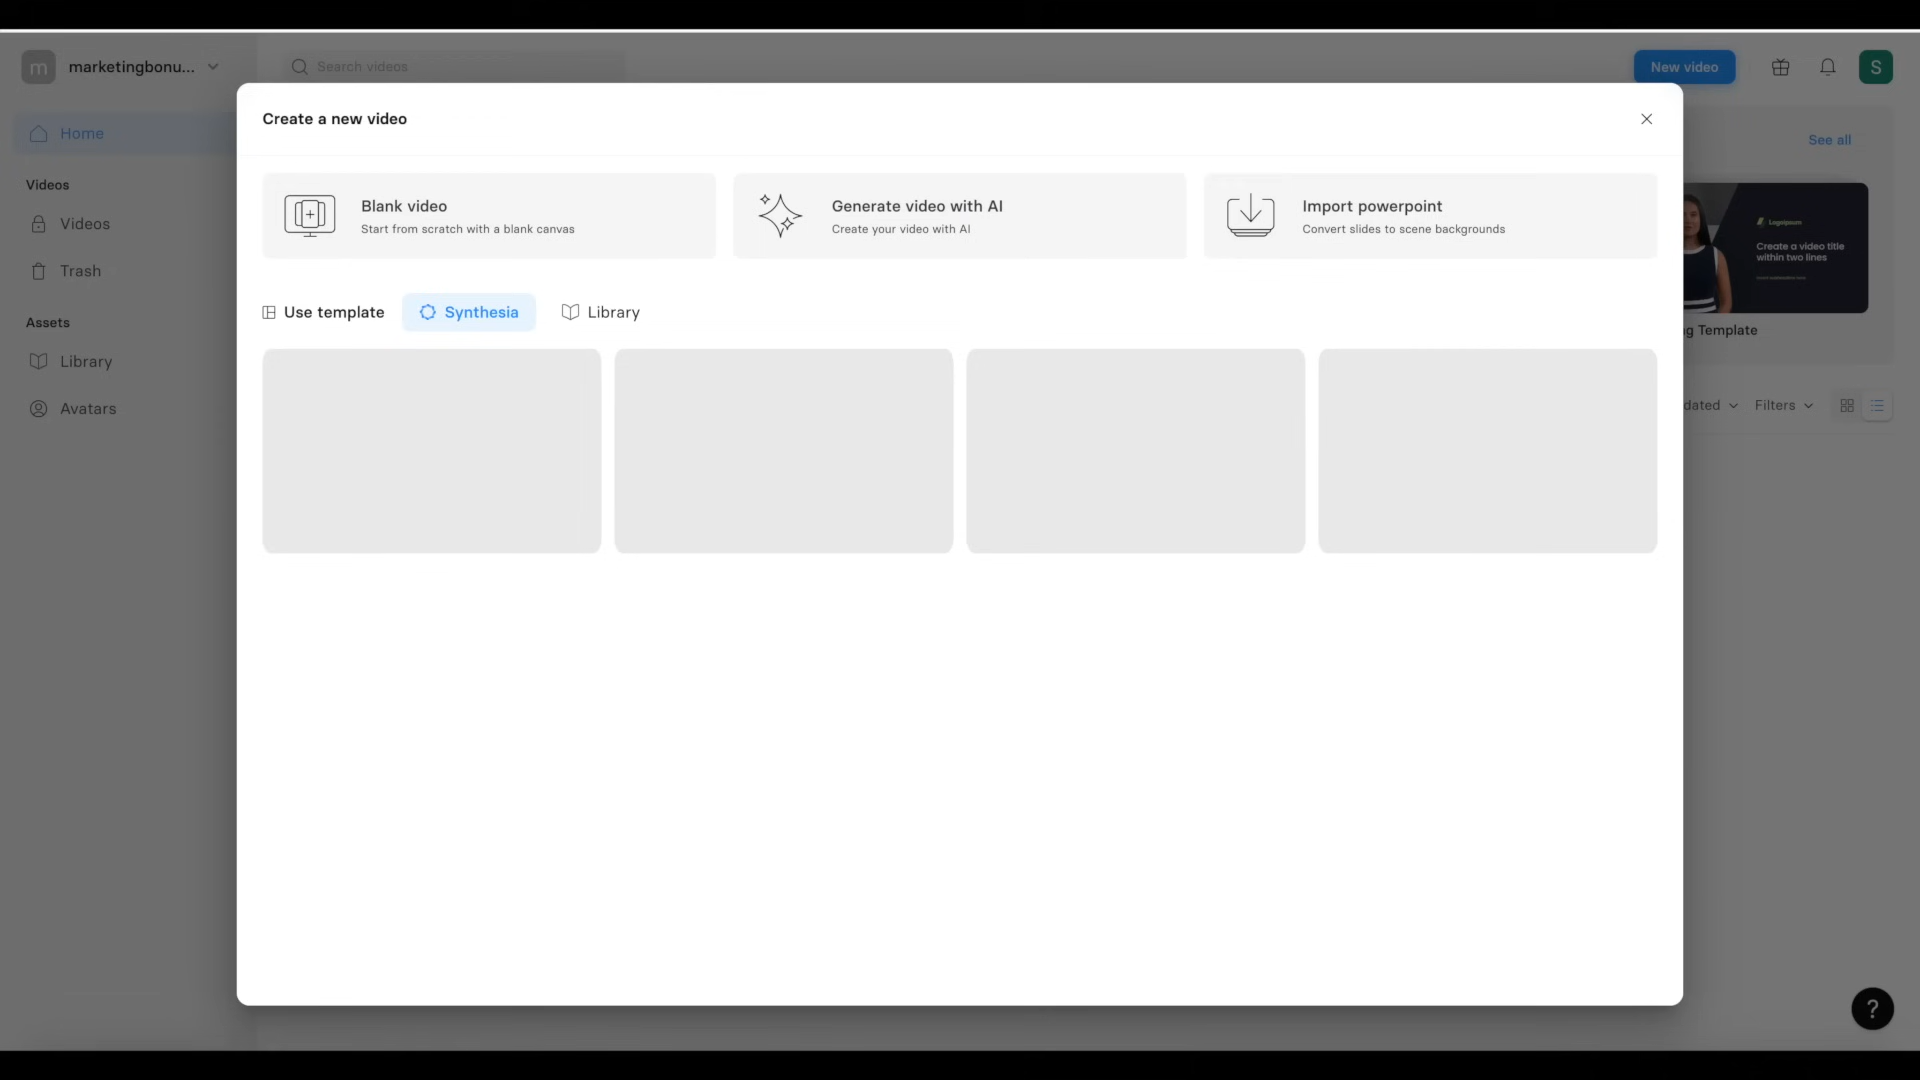 m marketingbonu...
Search videos
New video
S
Home
Videos
Videos
Trash
Assets
Library
Avatars
Create a new video
Blank video
Start from scratch with a blank canvas
Generate video with AI
Create your video with AI
Import powerpoint
Convert slides to scene backgrounds
Use template
Synthesia
Library
See all
Logoipsum
Create a video title
within two lines
g Template
dated
Filters
?